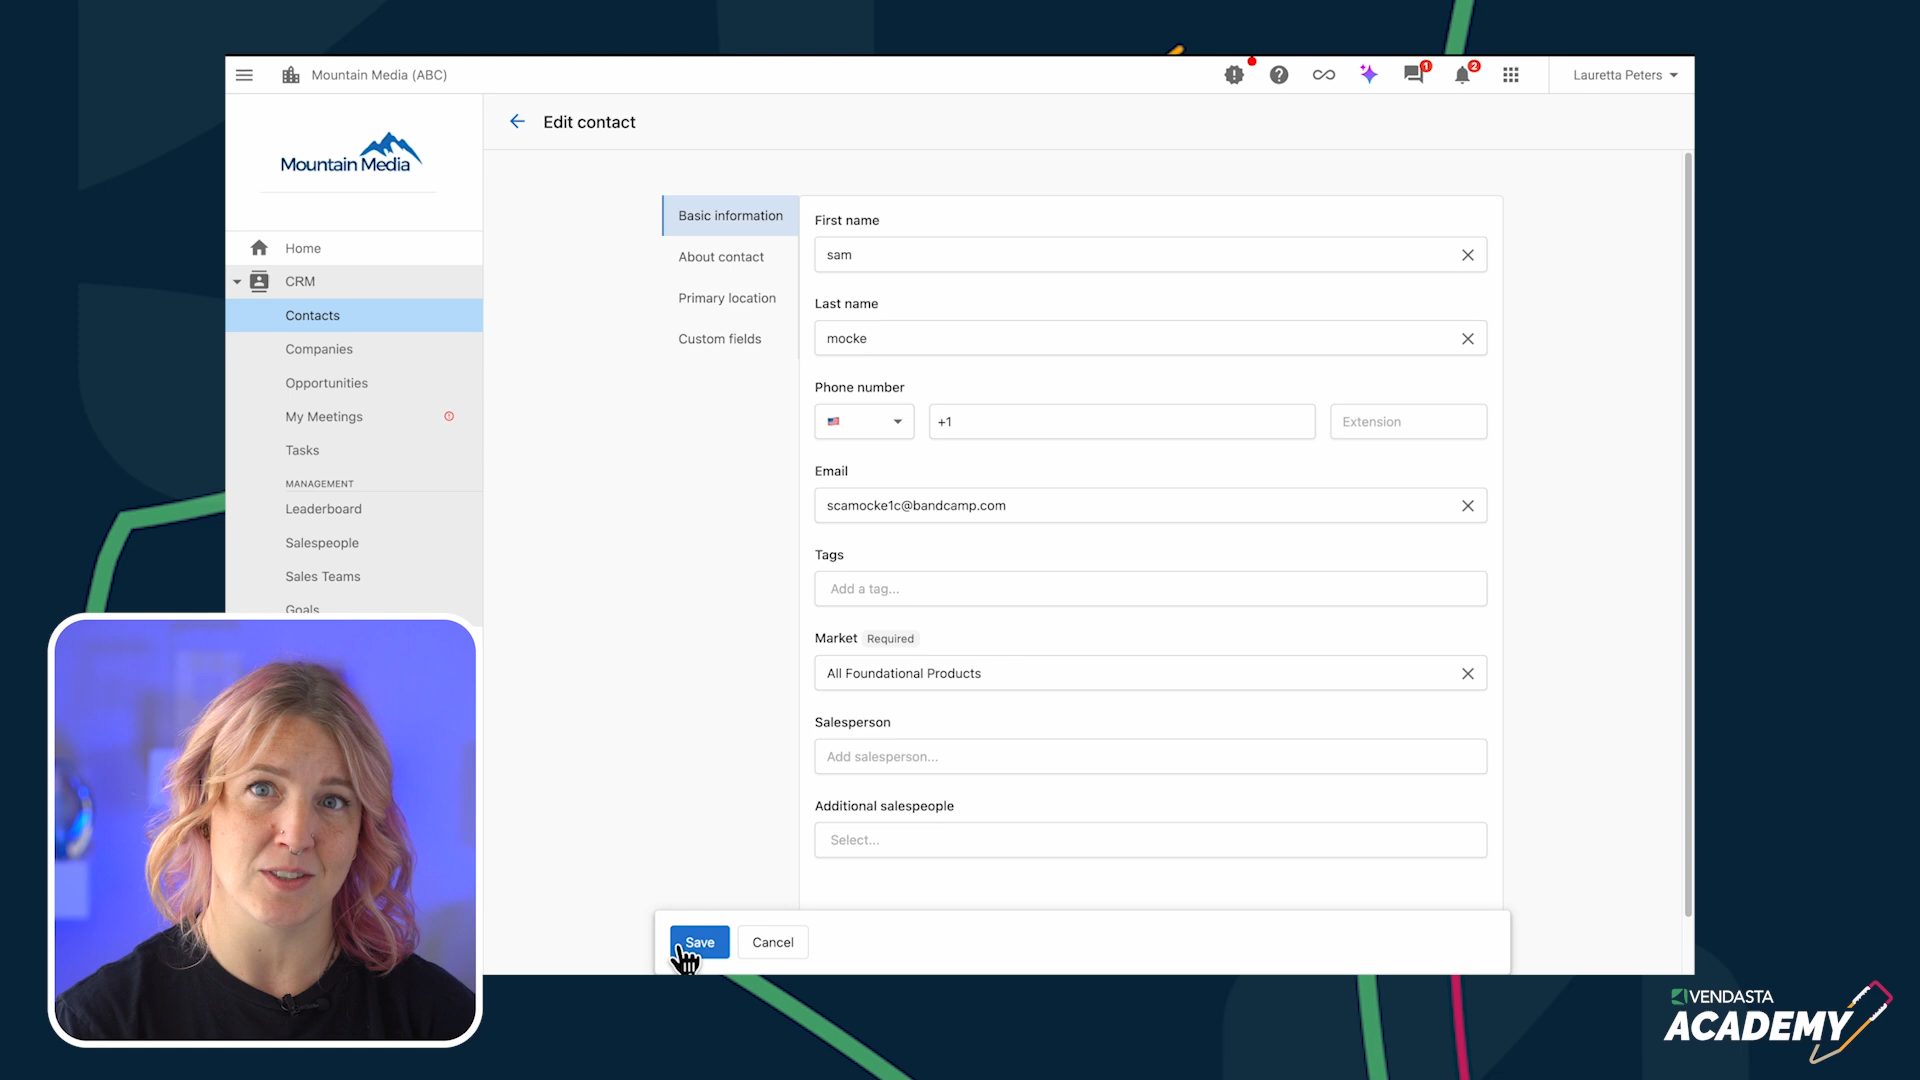 Mountain Media (ABC)
1
2
Lauretta Peters
Mountain Media
Edit contact
Home
CRM
Contacts
Companies
Opportunities
My Meetings
Tasks
MANAGEMENT
Leaderboard
Salespeople
Sales Teams
Goals
Basic information
About contact
Primary location
Custom fields
First name
sam
Last name
mocke
Phone number
+1
Extension
Email
scamocke1c@bandcamp.com
Tags
Add a tag...
Market Required
All Foundational Products
Salesperson
Add salesperson...
Additional salespeople
Select...
Save
Cancel
VENDASTA
ACADEMY